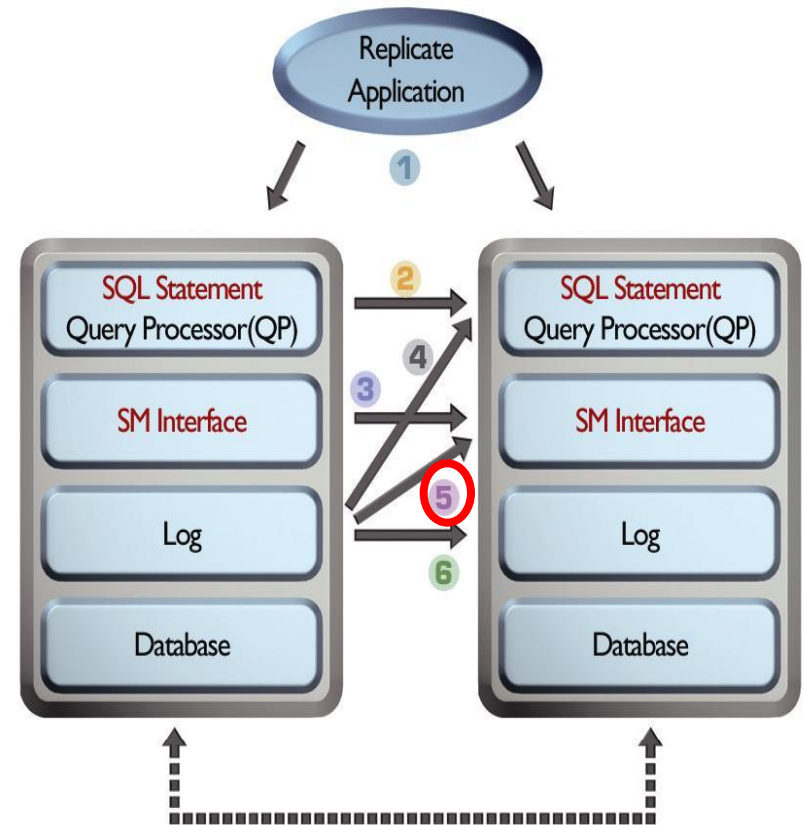 Replicate
Application
1
SQL Statement
Query Processor(QP)
SM Interface
Log
Database
2
3
4
5
6
SQL Statement
Query Processor(QP)
SM Interface
Log
Database